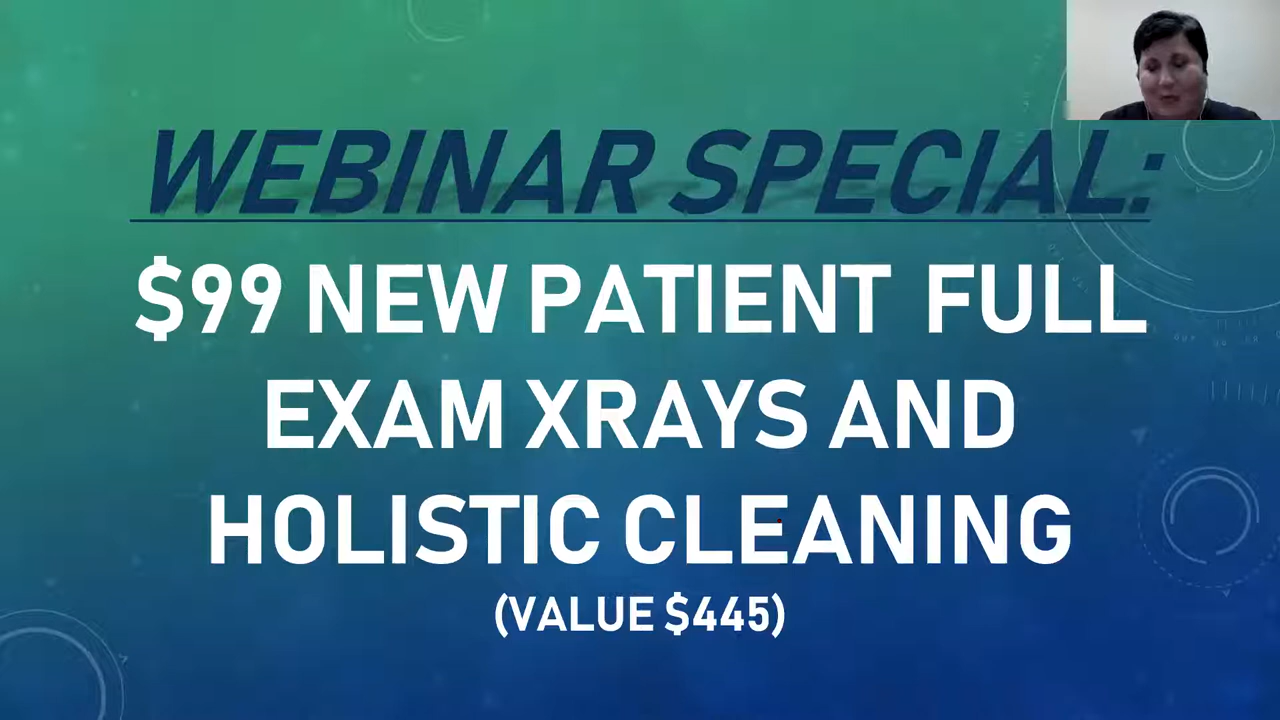 WEBINAR SPECIAL:
$99 NEW PATIENT FULL
EXAM XRAYS AND
HOLISTIC CLEANING
(VALUE $445)